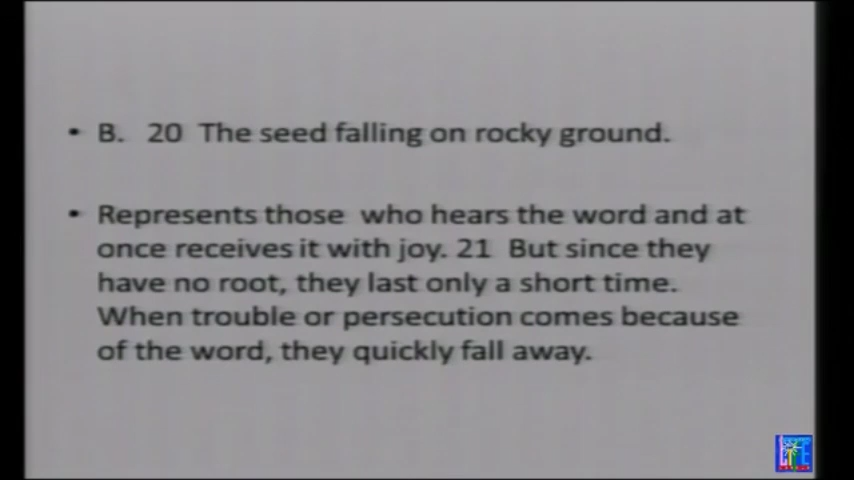 • B. 20 The seed falling on rocky ground.
• Represents those who hears the word and at
once receives it with joy. 21 But since they
have no root, they last only a short time.
When trouble or persecution comes because
of the word, they quickly fall away.